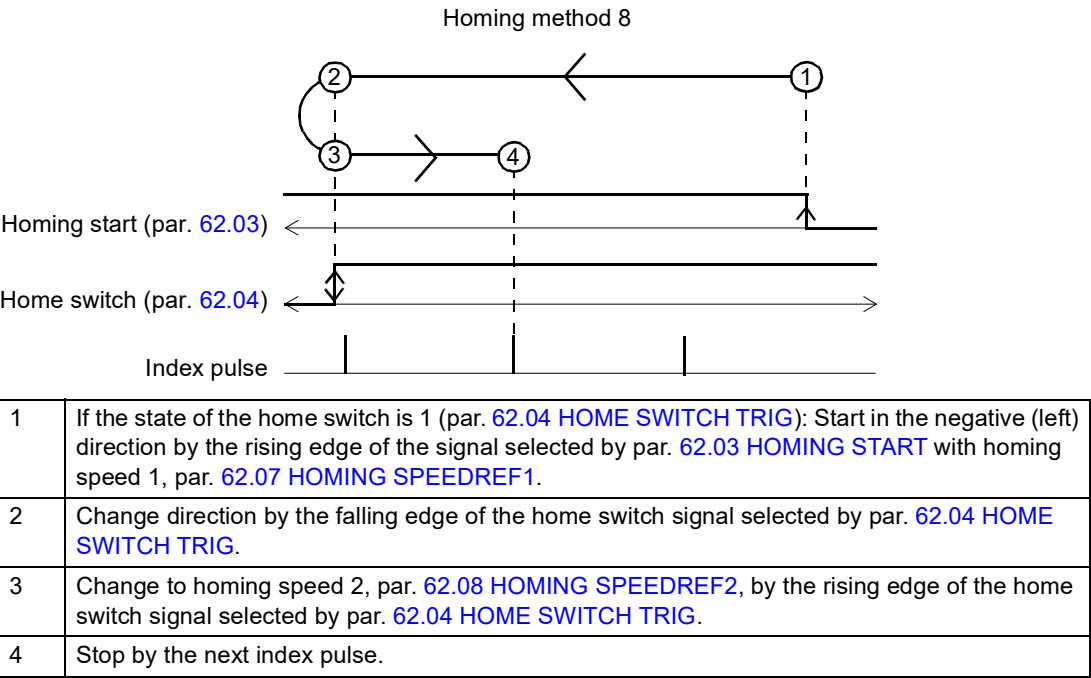 Homing method 8
2
1
3
4
Homing start (par. 62.03)
Home switch (par. 62.04)
Index pulse
1 If the state of the home switch is 1 (par. 62.04 HOME SWITCH TRIG): Start in the negative (left)
direction by the rising edge of the signal selected by par. 62.03 HOMING START with homing
speed 1, par. 62.07 HOMING SPEEDREF1.
2 Change direction by the falling edge of the home switch signal selected by par. 62.04 HOME
SWITCH TRIG.
3 Change to homing speed 2, par. 62.08 HOMING SPEEDREF2, by the rising edge of the home
switch signal selected by par. 62.04 HOME SWITCH TRIG.
4 Stop by the next index pulse.